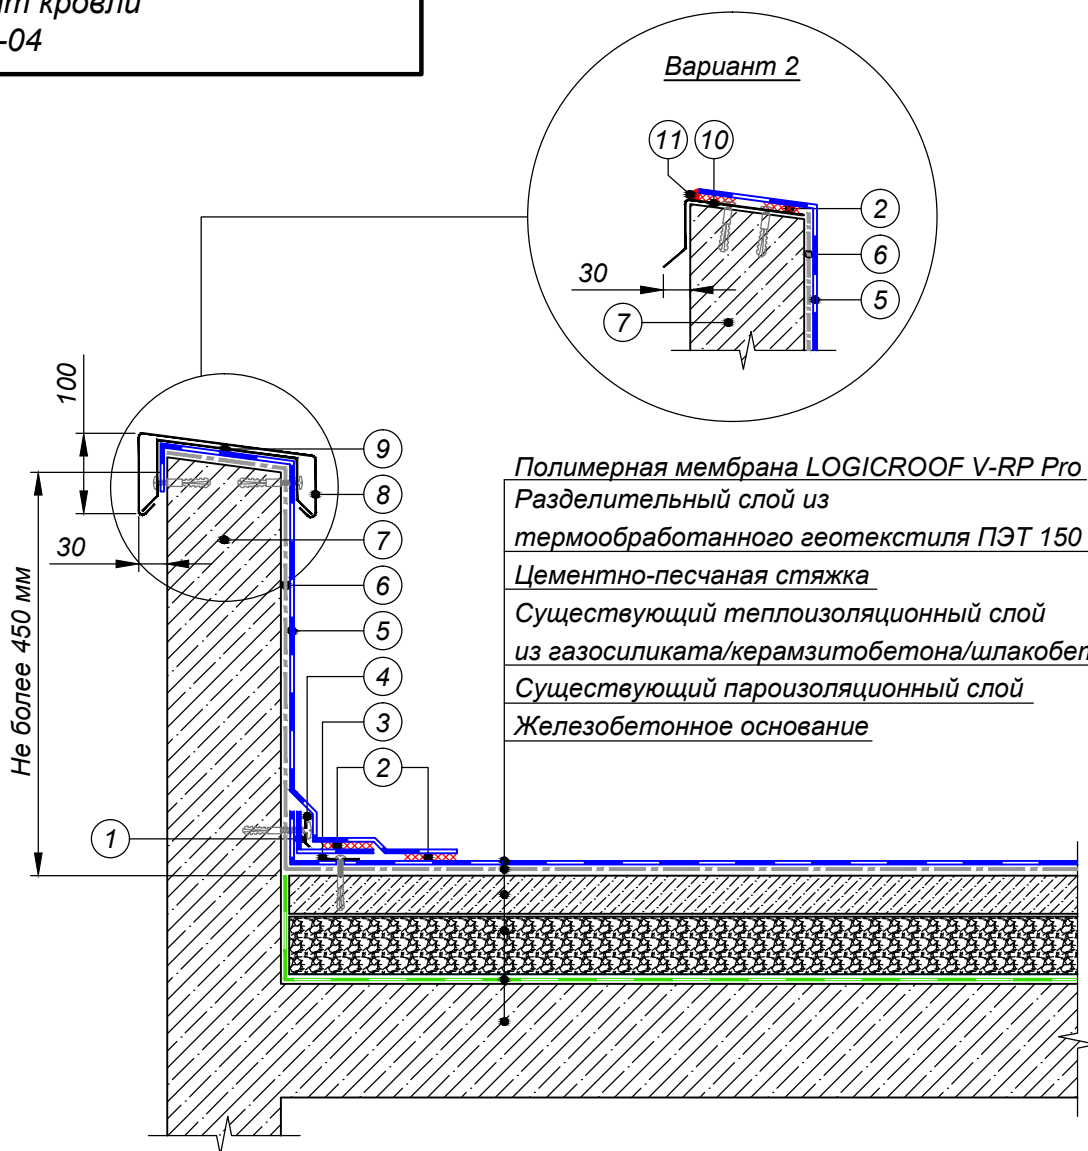 кровли
-04
Вариант 2
11 10
2
6
30
5
7
100
9
8
7
30
6
5
4
3
2
1
Не более 450 мм
Полимерная мембрана LOGICROOF V-RP Pro
Разделительный слой из
термообработанного геотекстиля ПЭТ 150
Цементно-песчаная стяжка
Существующий теплоизоляционный слой
из газосиликата/керамзитобетона/шлакобет
Существующий пароизоляционный слой
Железобетонное основание